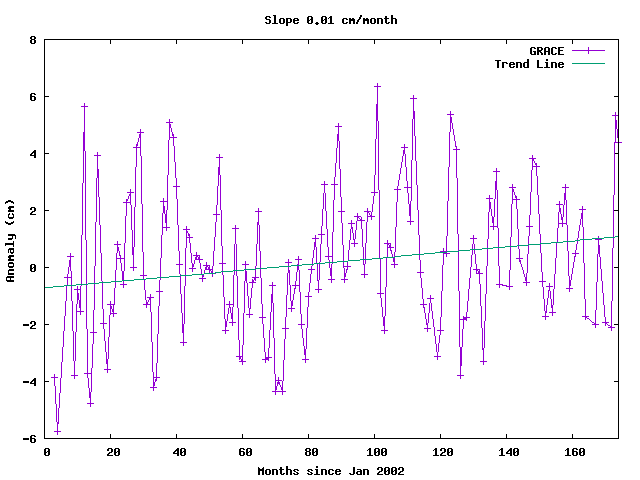 Slope 0.01 cm/month
GRACE
Trend Line
8
6
4
2
0
-2
-4
-6
Anomaly (cm)
0 20 40 60 80 100 120 140 160
Months since Jan 2002